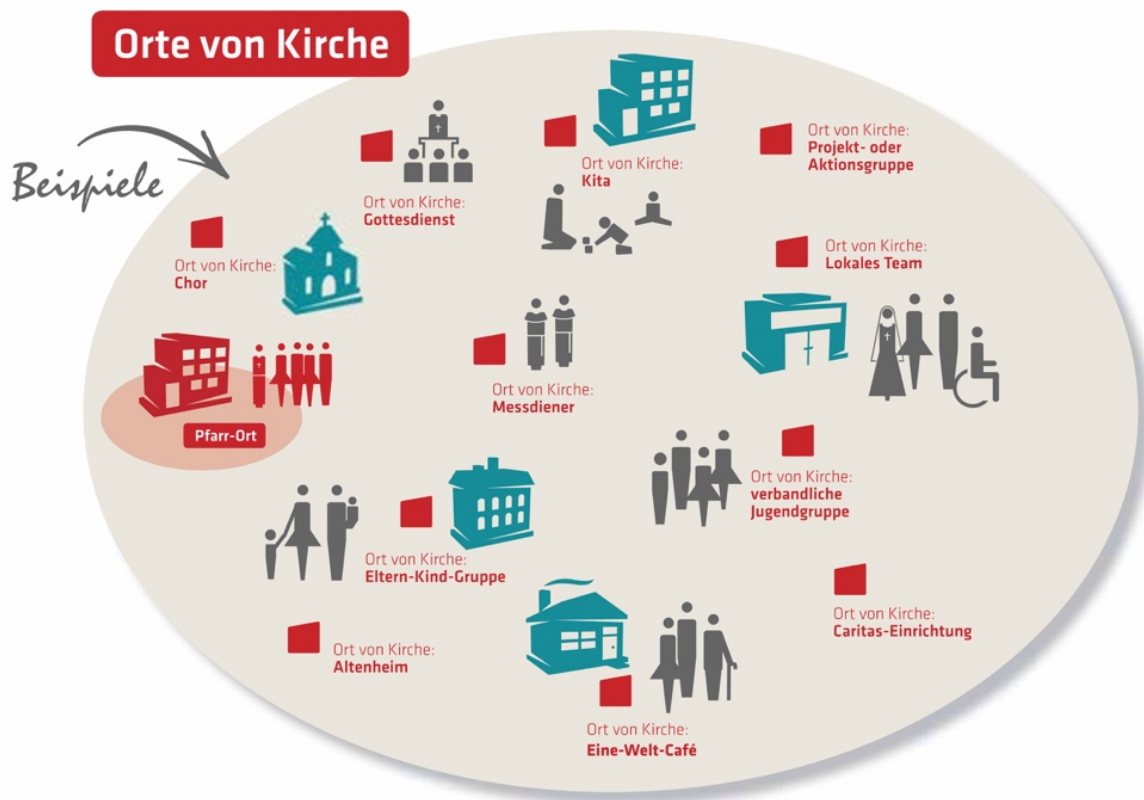 Orte von Kirche
Beispiele
Ort von Kirche:
Gottesdienst
Ort von Kirche:
Kita
Ort von Kirche:
Projekt- oder
Aktionsgruppe
Ort von Kirche:
Chor
Ort von Kirche:
Lokales Team
Ort von Kirche:
Messdiener
Pfarr-Ort
Ort von Kirche:
verbandliche
Jugendgruppe
Ort von Kirche:
Eltern-Kind-Gruppe
Ort von Kirche:
Caritas-Einrichtung
Ort von Kirche:
Altenheim
Ort von Kirche:
Eine-Welt-Café